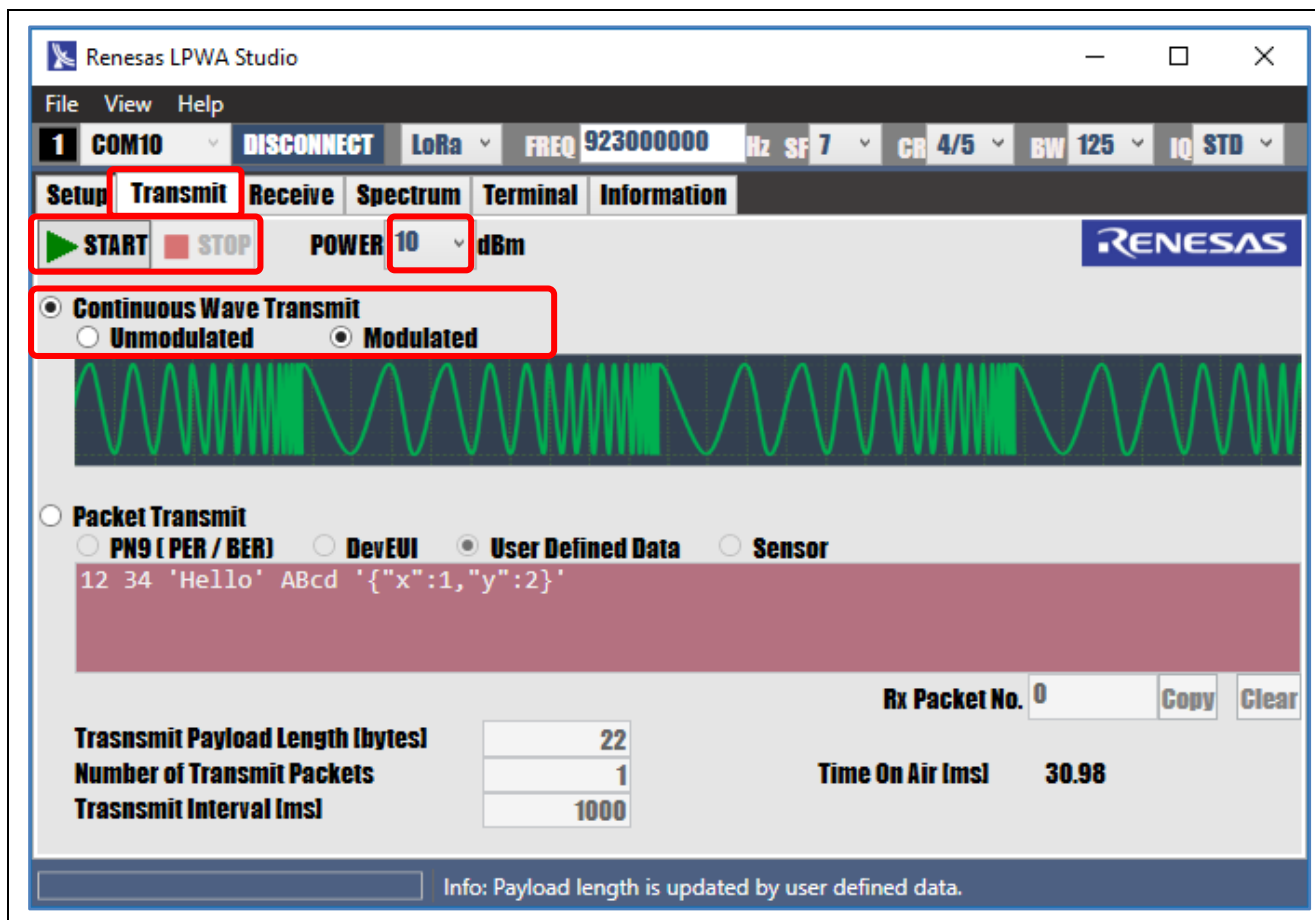 Renesas LPWA Studio
File View Help
1 COM10 DISCONNECT LoRa FREQ 923000000 Hz SF 7 CR 4/5 BW 125 IQ STD
Setup Transmit Receive Spectrum Terminal Information
START STOP POWER 10 dBm RENESAS
Continuous Wave Transmit
Unmodulated Modulated
Packet Transmit
PN9 ( PER / BER) DevEUI User Defined Data Sensor
12 34 'Hello' ABcd '{"x":1,"y":2}'
Rx Packet No. 0 Copy Clear
Trasnsmit Payload Length [bytes] 22
Number of Transmit Packets 1 Time On Air [ms] 30.98
Trasnsmit Interval [ms] 1000
Info: Payload length is updated by user defined data.